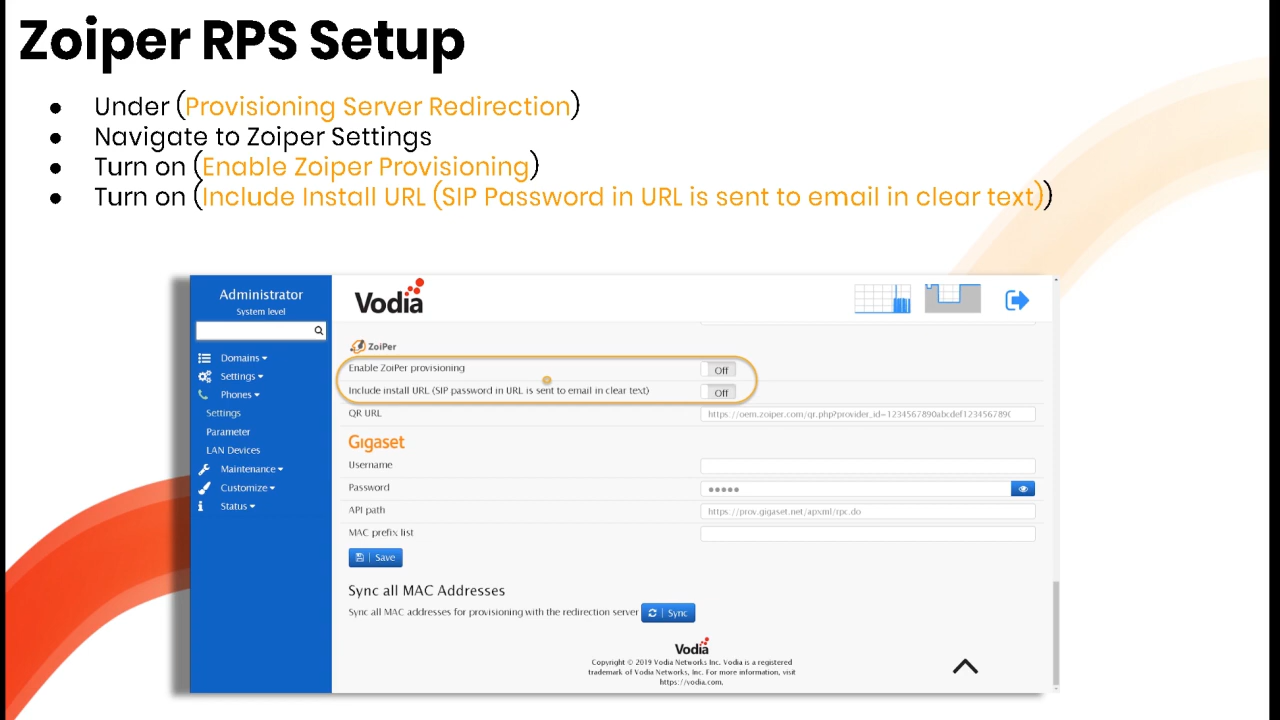 Zoiper RPS Setup
● Under (Provisioning Server Redirection)
● Navigate to Zoiper Settings
● Turn on (Enable Zoiper Provisioning)
● Turn on (Include Install URL (SIP Password in URL is sent to email in clear text))
Administrator
System level
Vodia
Domains
Settings
Phones
Settings
Parameter
LAN Devices
Maintenance
Customize
Status
ZoiPer
Enable ZoiPer provisioning
Off
Include install URL (SIP password in URL is sent to email in clear text)
Off
QR URL
https://oem.zoiper.com/qr.php?provider_id=1234567890abcdef123456789(
Gigaset
Username
Password
●●●●●
API path
https://prov.gigaset.net/apxml/rpc.do
MAC prefix list
Save
Sync all MAC Addresses
Sync all MAC addresses for provisioning with the redirection server
Sync
Vodia
Copyright © 2019 Vodia Networks Inc. Vodia is a registered
trademark of Vodia Networks, Inc. For more information, visit
https://vodia.com.